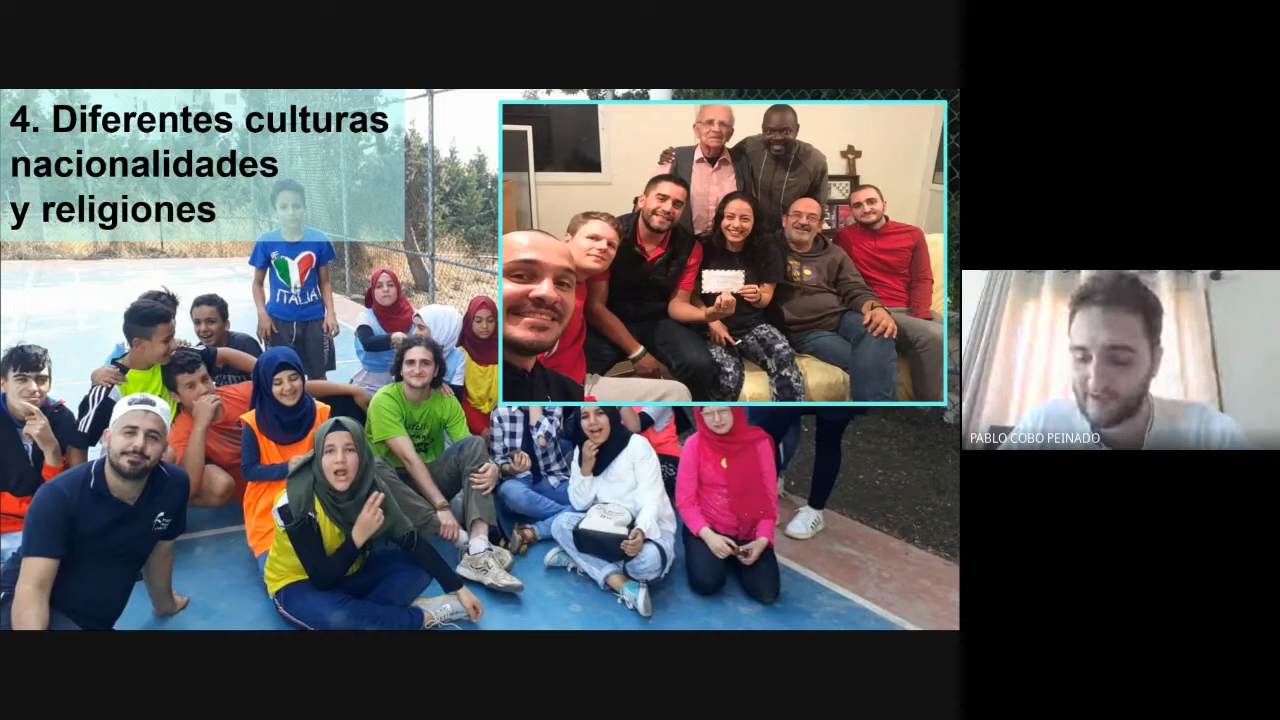 4. Diferentes culturas
nacionalidades
y religiones
ITALIA
PABLO COBO PEINADO